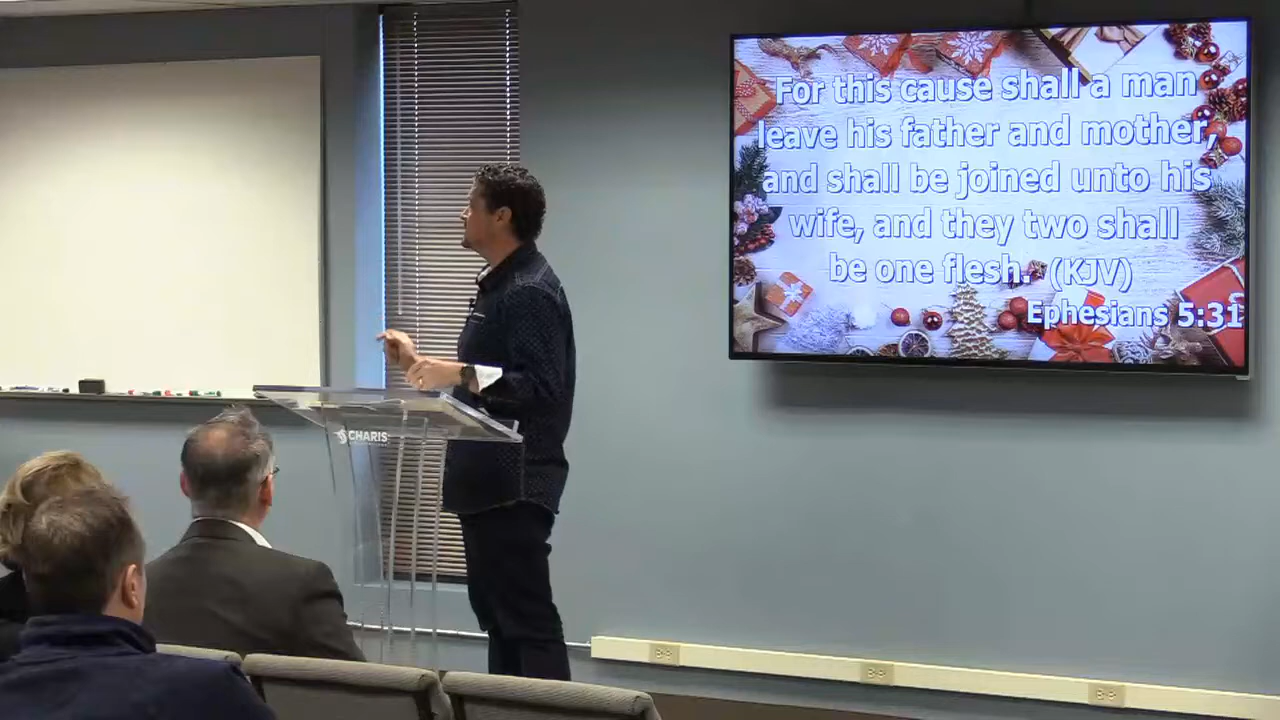 For this cause shall a man
leave his father and mother,
and shall be joined unto his
wife, and they two shall
be one flesh. (KJV)
Ephesians 5:31
CHARIS